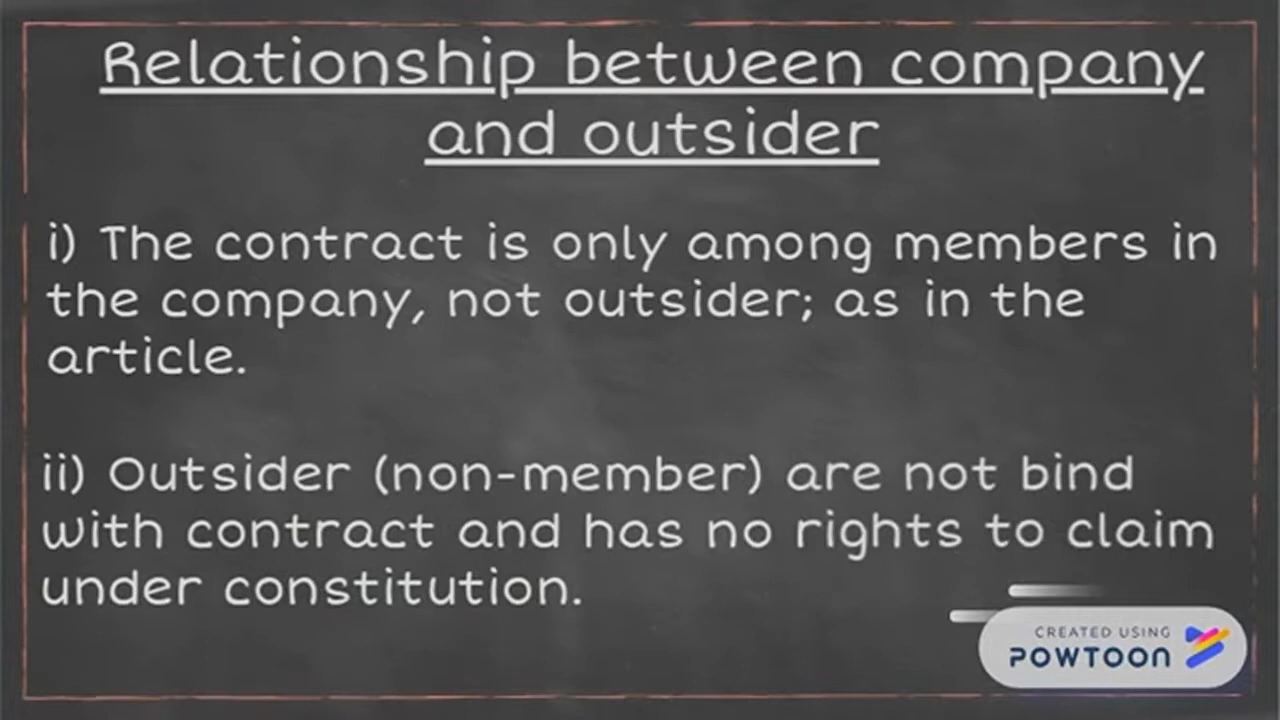 Relationship between company
and outsider
i) The contract is only among members in
the company, not outsider; as in the
article.
ii) Outsider (non-member) are not bind
with contract and has no rights to claim
under constitution.
CREATED USING
POWTOON